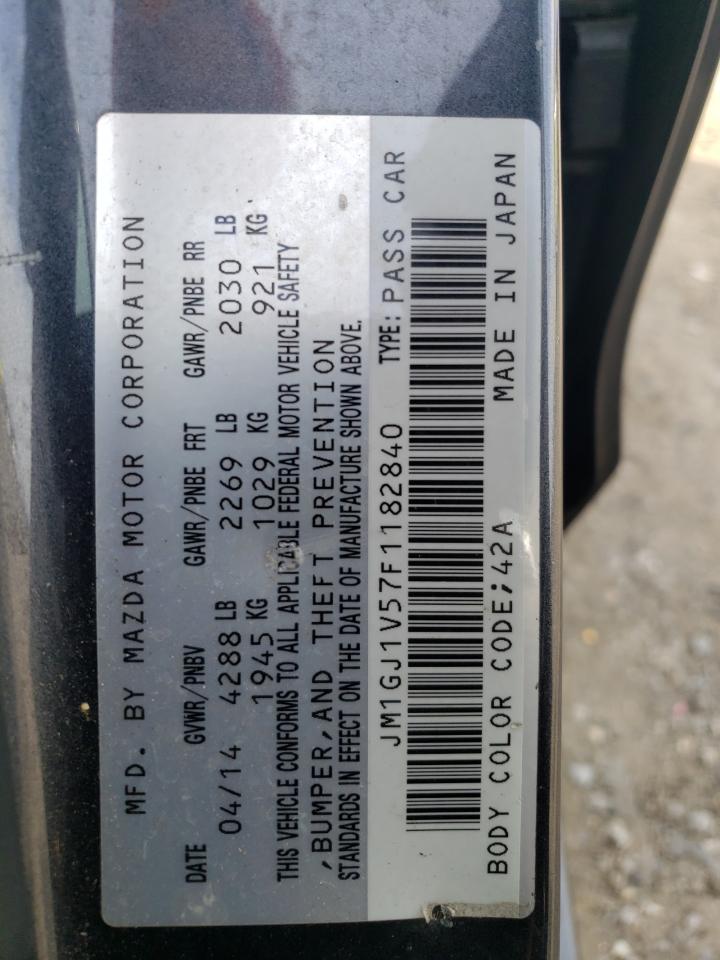 MFD. BY MAZDA MOTOR CORPORATION
DATE GVWR/PNBV GAWR/PNBE FRT GAWR/PNBE RR
04/14 4288 LB 2269 LB 2030 LB
1945 KG 1029 KG 921 KG
THIS VEHICLE CONFORMS TO ALL APPLICABLE FEDERAL MOTOR VEHICLE SAFETY
,BUMPER,AND THEFT PREVENTION
STANDARDS IN EFFECT ON THE DATE OF MANUFACTURE SHOWN ABOVE.
JM1GJ1V57F1182840 TYPE: PASS CAR
BODY COLOR CODE;42A MADE IN JAPAN